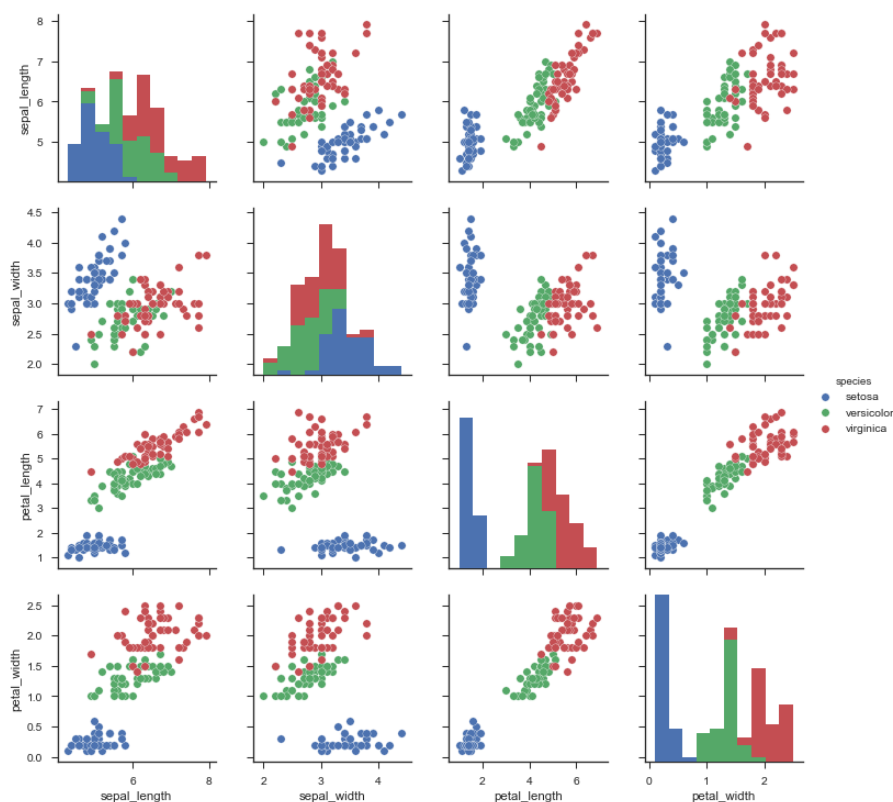 8
7
6
5
sepal_length
4.5
4.0
3.5
3.0
2.5
2.0
sepal_width
species
setosa
versicolor
virginica
7
6
5
4
3
2
1
petal_length
2.5
2.0
1.5
1.0
0.5
0.0
petal_width
6 8
2 3 4
2 4 6
0 1 2
sepal_length
sepal_width
petal_length
petal_width